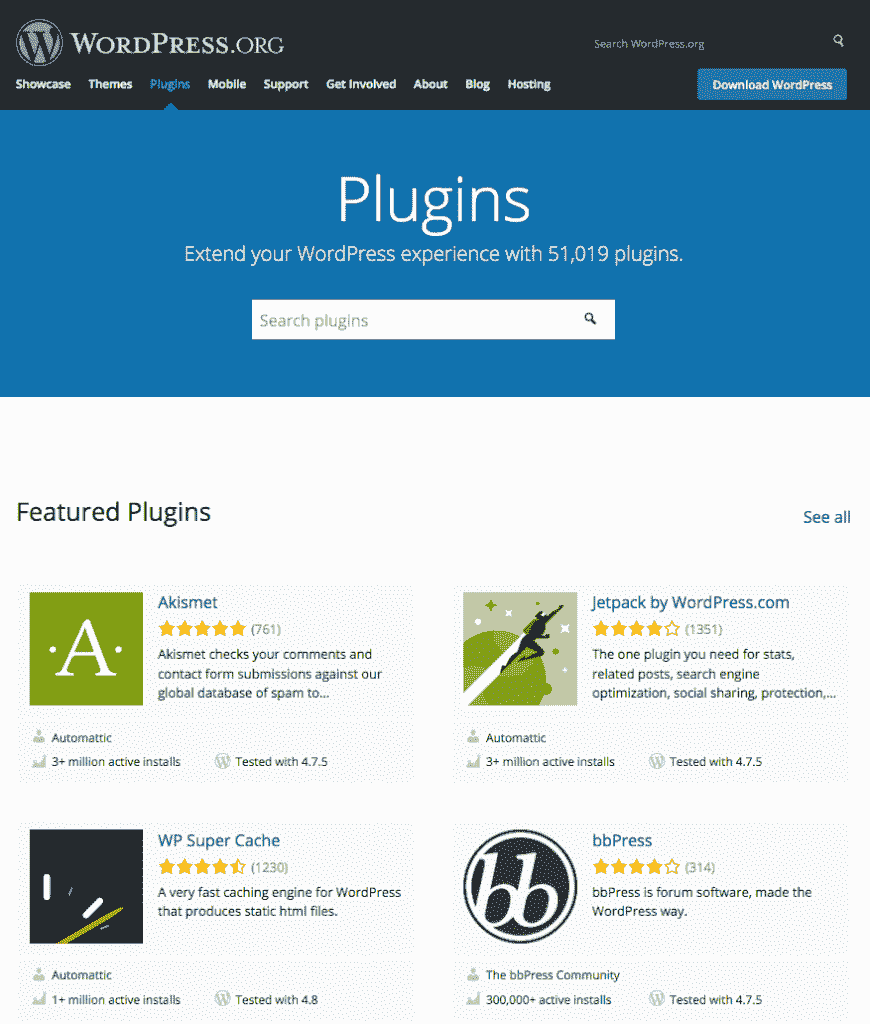 WORDPRESS.ORG
Search WordPress.org
Showcase Themes Plugins Mobile Support Get Involved About Blog Hosting
Download WordPress
Plugins
Extend your WordPress experience with 51,019 plugins.
Search plugins
Featured Plugins
See all
A
Akismet
(761)
Akismet checks your comments and
contact form submissions against our
global database of spam to...
Automattic
3+ million active installs
Tested with 4.7.5
Jetpack by WordPress.com
(1351)
The one plugin you need for stats,
related posts, search engine
optimization, social sharing, protection,...
Automattic
3+ million active installs
Tested with 4.7.5
WP Super Cache
(1230)
A very fast caching engine for WordPress
that produces static html files.
Automattic
1+ million active installs
Tested with 4.8
bb
bbPress
(314)
bbPress is forum software, made the
WordPress way.
The bbPress Community
300,000+ active installs
Tested with 4.7.5